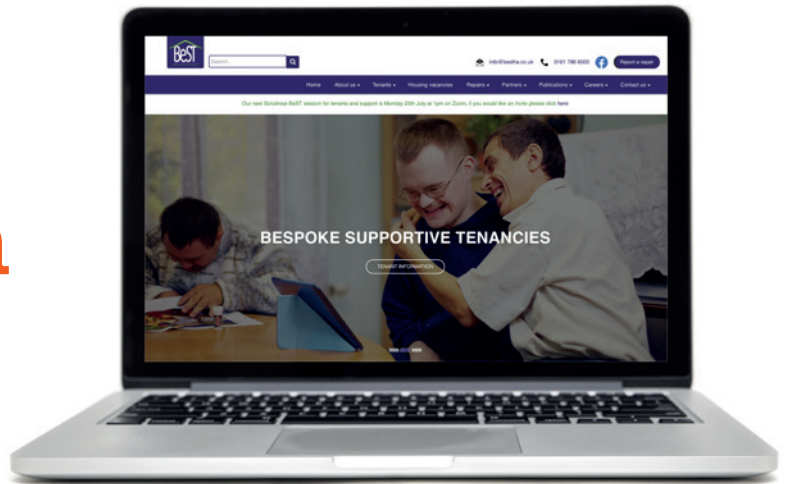 BeST
Search...
info@bestha.co.uk 0161 786 6000 Report a repair
Home About us Tenants Housing vacancies Repairs Partners Publications Careers Contact us
Our next Scrutinise BeST session for tenants and support is Monday 26th July at 1pm on Zoom, if you would like an invite please click here
BESPOKE SUPPORTIVE TENANCIES
TENANT INFORMATION